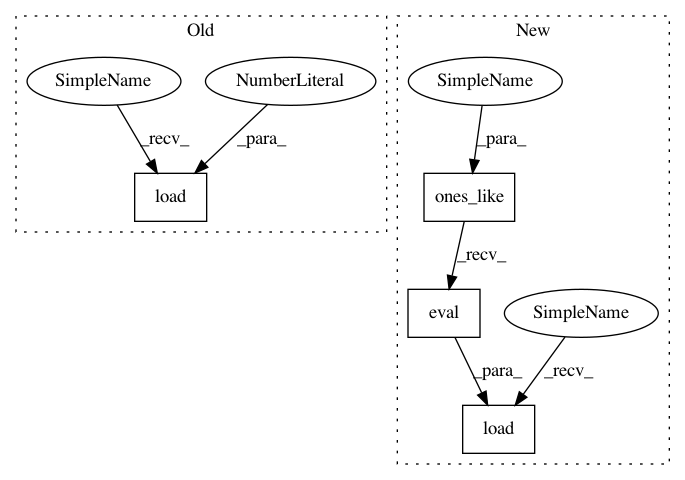 Old
New
SimpleName
NumberLiteral
SimpleName
_recv_
_para_
_para_
load
ones_like
_recv_
eval
SimpleName
_para_
_recv_
load